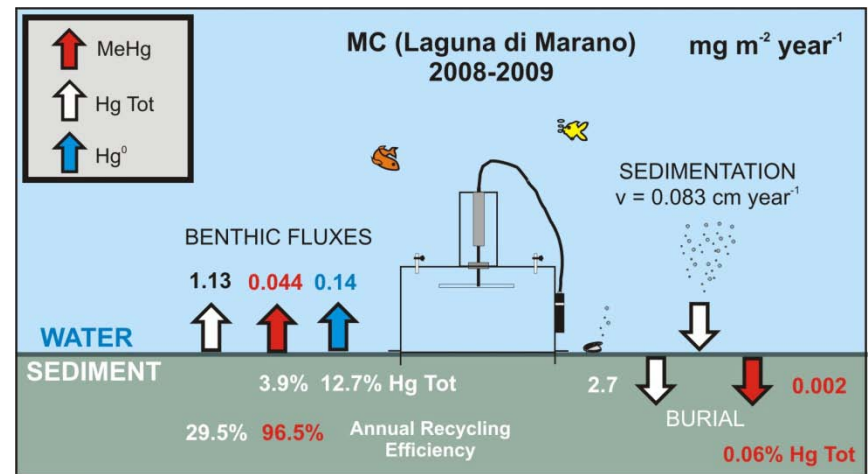 MeHg
Hg Tot
Hg⁰
MC (Laguna di Marano)
2008-2009
mg m⁻² year⁻¹
SEDIMENTATION
v = 0.083 cm year⁻¹
BENTHIC FLUXES
1.13 0.044 0.14
WATER
SEDIMENT
3.9% 12.7% Hg Tot
29.5% 96.5% Annual Recycling
Efficiency
2.7 0.002
BURIAL
0.06% Hg Tot